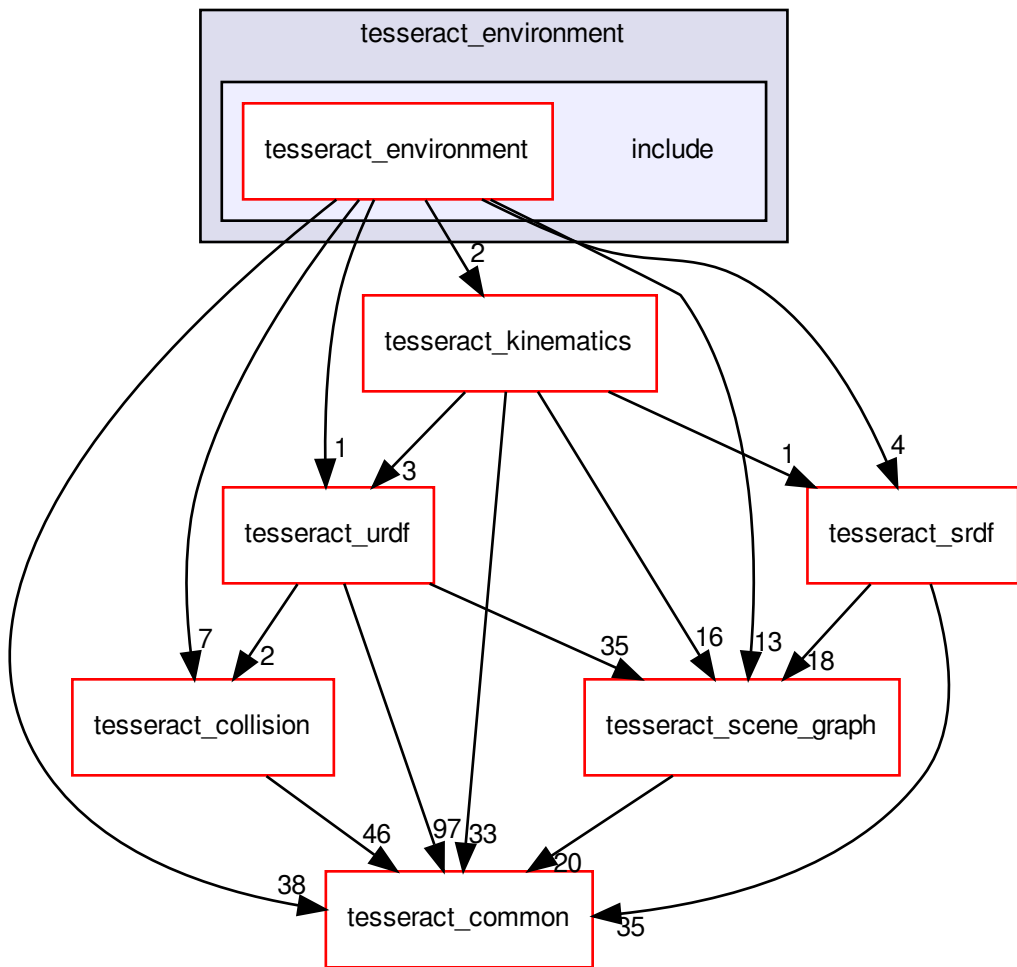 tesseract_environment
tesseract_environment
include
2
tesseract_kinematics
1
3
1
4
tesseract_urdf
tesseract_srdf
7
2
35
16
13
18
tesseract_collision
tesseract_scene_graph
46
97
33
20
38
tesseract_common
35